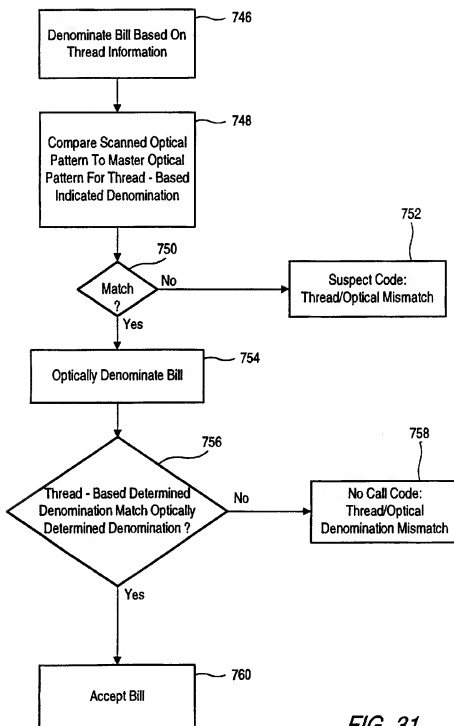 746
Denominate Bill Based On
Thread Information
748
Compare Scanned Optical
Pattern To Master Optical
Pattern For Thread - Based
Indicated Denomination
750
752
Match
?
No
Suspect Code:
Thread/Optical Mismatch
Yes
754
Optically Denominate Bill
756
758
Thread - Based Determined
Denomination Match Optically
Determined Denomination ?
No
No Call Code:
Thread/Optical
Denomination Mismatch
Yes
760
Accept Bill
FIG. 31